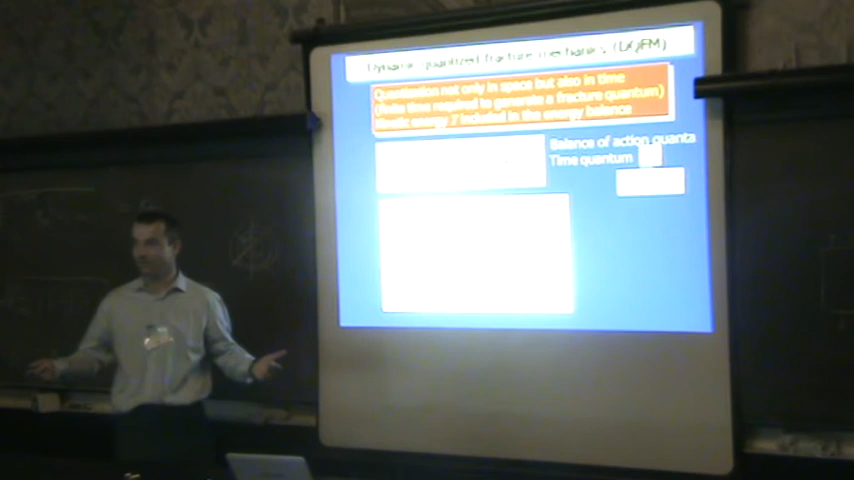 Dynamic quantized fracture mechanics (DQFM)
Quantization not only in space but also in time
(finite time required to generate a fracture quantum)
Kinetic energy T included in the energy balance
Balance of action quanta
Time quantum